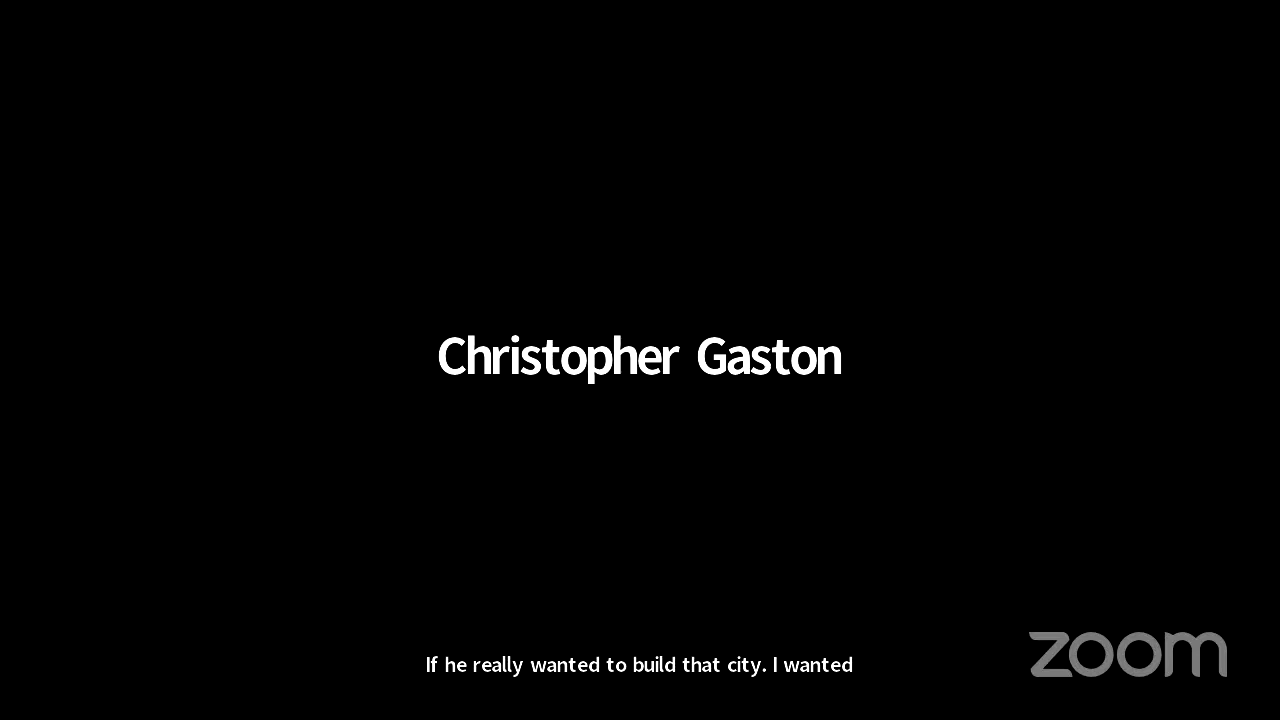 Christopher Gaston
If he really wanted to build that city. I wanted
zoom